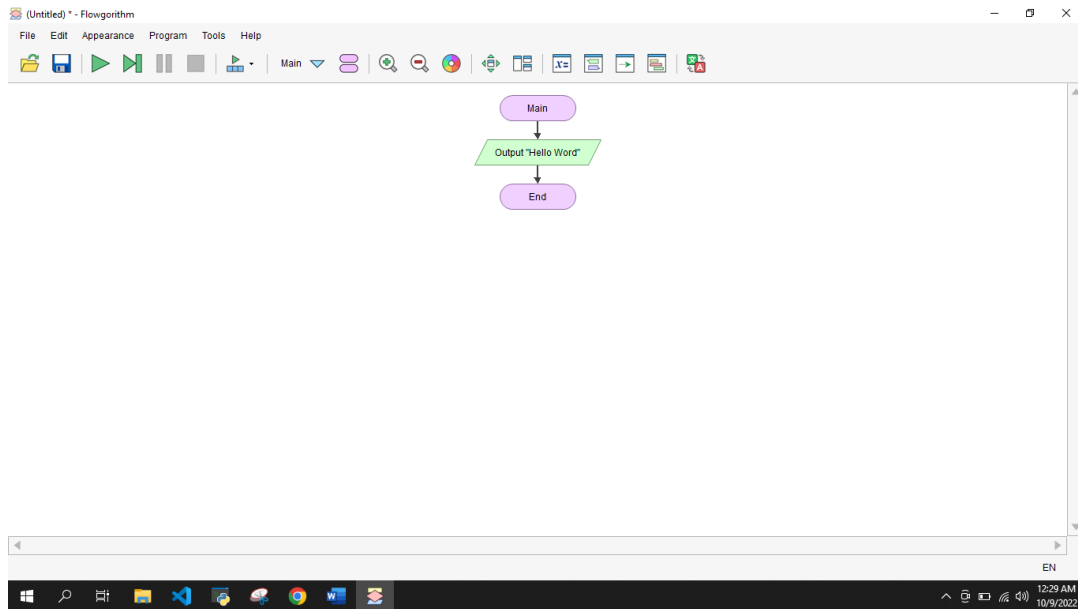 (Untitled) * - Flowgorithm
File Edit Appearance Program Tools Help
Main
x=
文
A
Main
Output "Hello Word"
End
EN
W
12:29 AM
10/9/2022